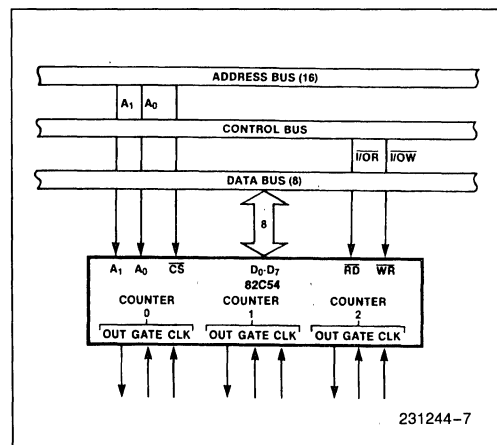 ADDRESS BUS (16)
A₁ A₀
CONTROL BUS
I/OR I/OW
DATA BUS (8)
8
A₁ A₀ CS D₀-D₇ RD WR
82C54
COUNTER COUNTER COUNTER
0 1 2
OUT GATE CLK OUT GATE CLK OUT GATE CLK
231244-7